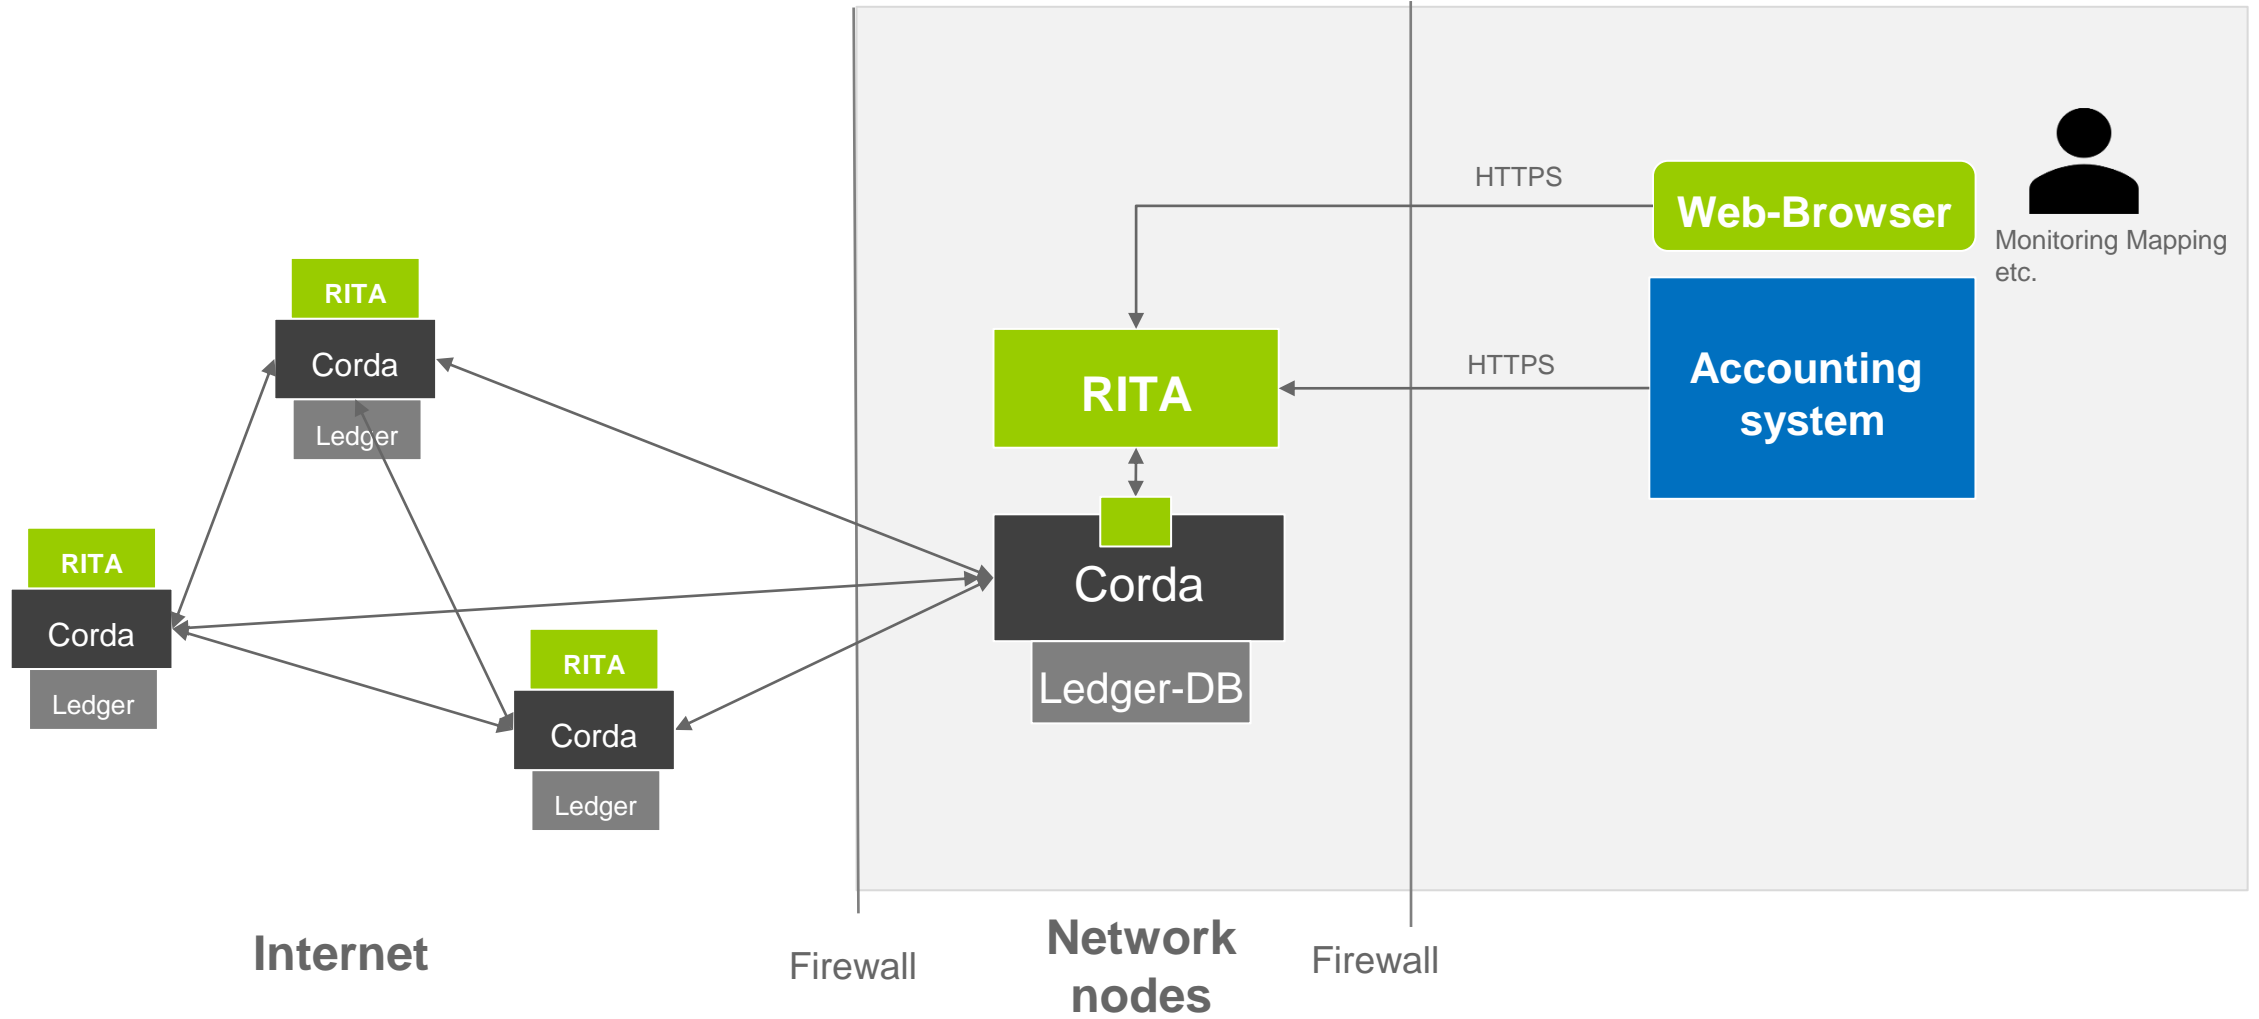 HTTPS
Web-Browser
Monitoring Mapping
etc.
RITA
Corda
Ledger
HTTPS
RITA
Accounting
system
RITA
Corda
Ledger
RITA
Corda
Ledger
Corda
Ledger-DB
Internet
Firewall
Network
nodes
Firewall